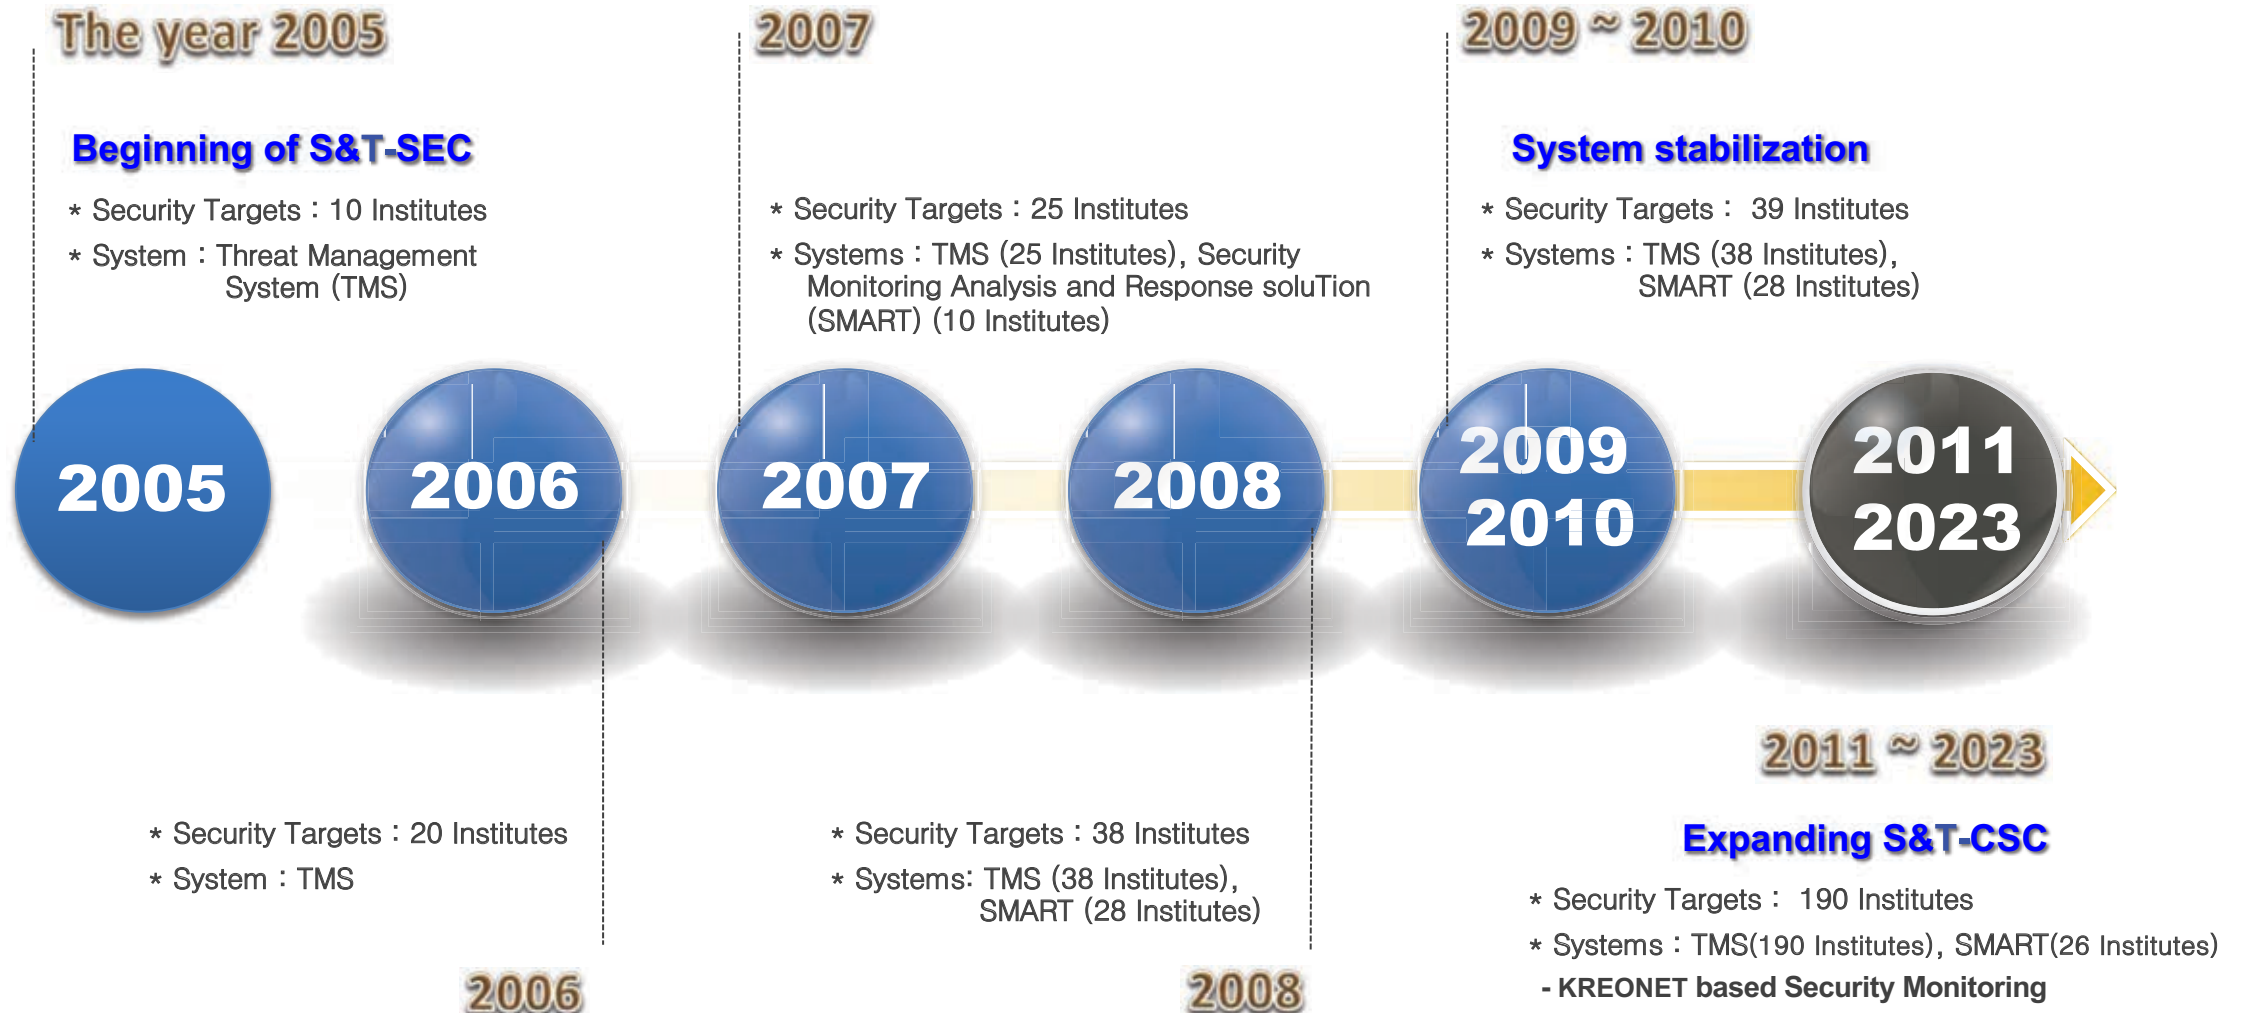 The year 2005
Beginning of S&T-SEC
* Security Targets : 10 Institutes
* System : Threat Management
System (TMS)
2007
* Security Targets : 25 Institutes
* Systems : TMS (25 Institutes), Security
Monitoring Analysis and Response soluTion
(SMART) (10 Institutes)
2009 ~ 2010
System stabilization
* Security Targets : 39 Institutes
* Systems : TMS (38 Institutes),
SMART (28 Institutes)
2005
2006
2007
2008
2009
2010
2011
2023
* Security Targets : 20 Institutes
* System : TMS
2006
* Security Targets : 38 Institutes
* Systems: TMS (38 Institutes),
SMART (28 Institutes)
2008
2011 ~ 2023
Expanding S&T-CSC
* Security Targets : 190 Institutes
* Systems : TMS(190 Institutes), SMART(26 Institutes)
- KREONET based Security Monitoring